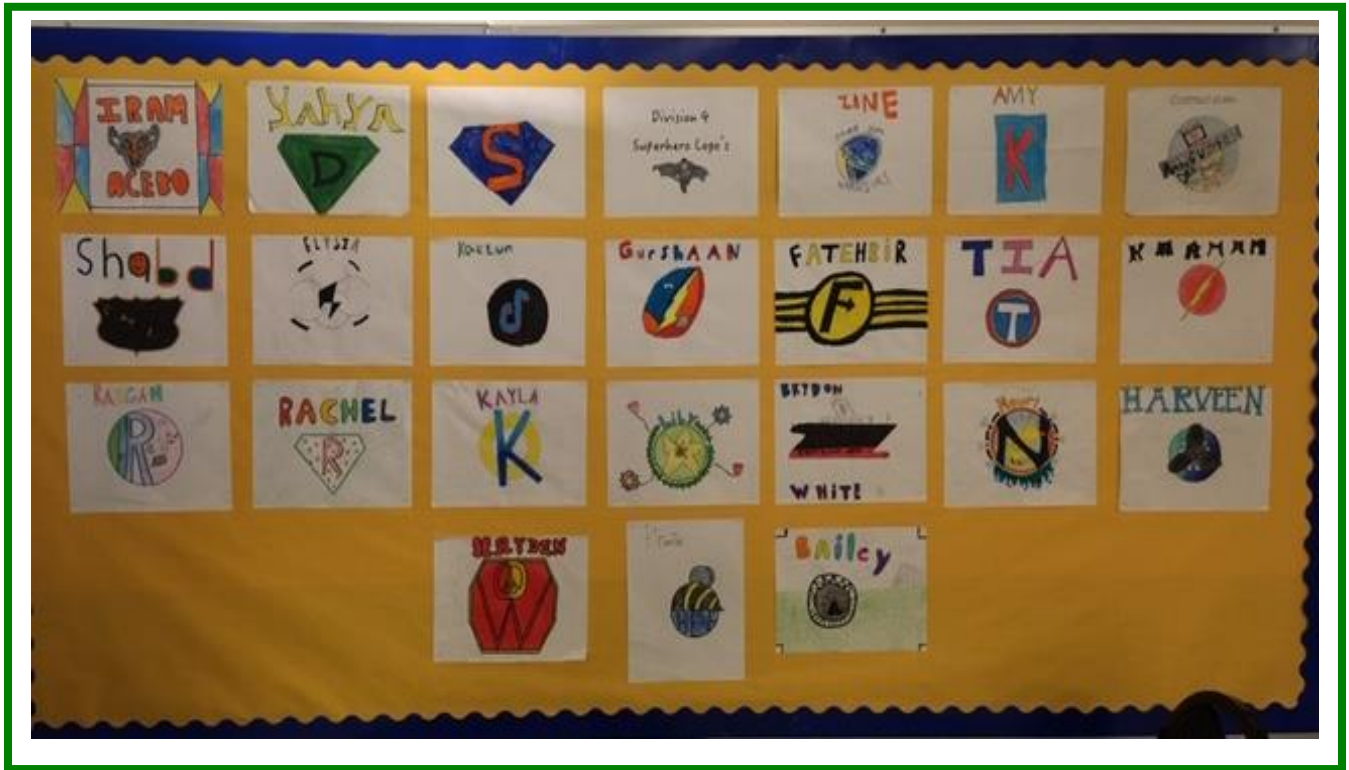 IRAM
ACEBO
Yahya
D
S
Division 4
Superhero Logo's
ZINE
AMY
K
Shabd
Gurshaan
FATEHBIR
F
TIA
T
R
RACHEL
R
KAYLA
K
BRYDON
WHITE
N
HARVEEN
HAYDEN
W
Bailey